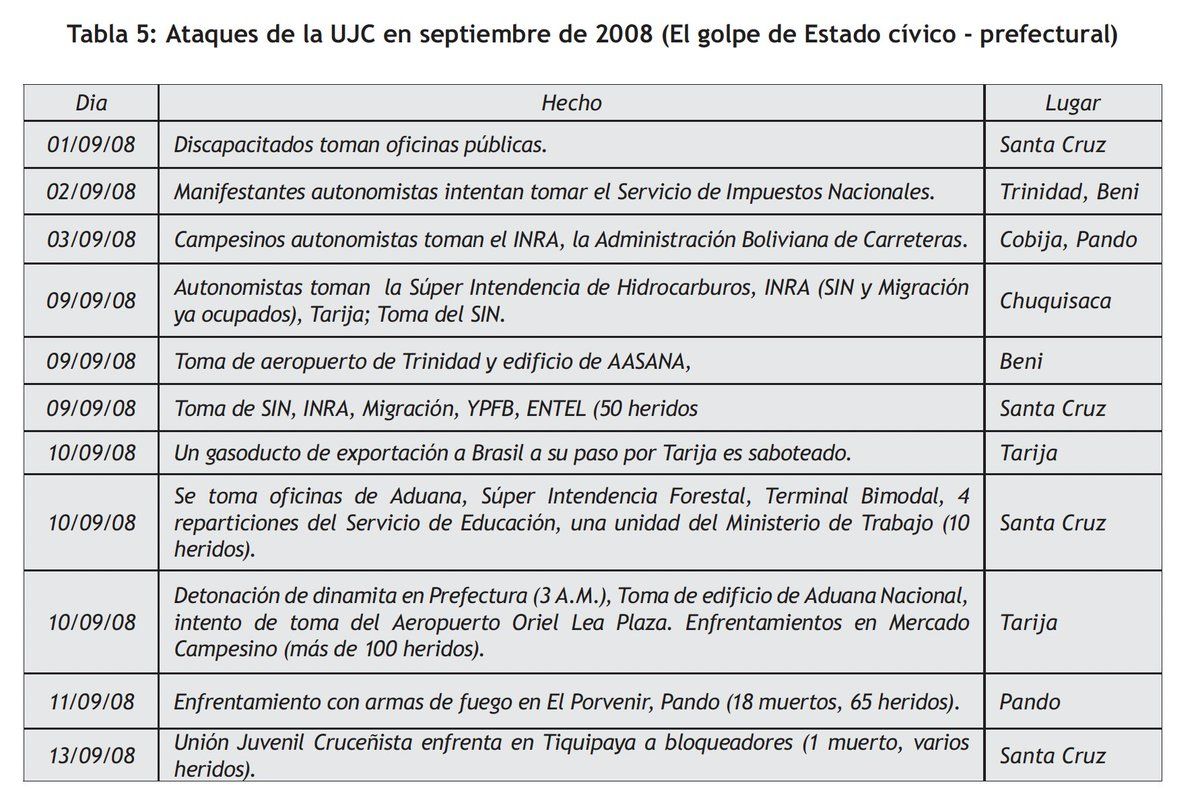 Tabla 5: Ataques de la UJC en septiembre de 2008 (El golpe de Estado cívico - prefectural)
Dia Hecho Lugar
01/09/08 Discapacitados toman oficinas públicas. Santa Cruz
02/09/08 Manifestantes autonomistas intentan tomar el Servicio de Impuestos Nacionales. Trinidad, Beni
03/09/08 Campesinos autonomistas toman el INRA, la Administración Boliviana de Carreteras. Cobija, Pando
09/09/08 Autonomistas toman la Súper Intendencia de Hidrocarburos, INRA (SIN y Migración
ya ocupados), Tarija; Toma del SIN. Chuquisaca
09/09/08 Toma de aeropuerto de Trinidad y edificio de AASANA, Beni
09/09/08 Toma de SIN, INRA, Migración, YPFB, ENTEL (50 heridos Santa Cruz
10/09/08 Un gasoducto de exportación a Brasil a su paso por Tarija es saboteado. Tarija
Se toma oficinas de Aduana, Súper Intendencia Forestal, Terminal Bimodal, 4
10/09/08 reparticiones del Servicio de Educación, una unidad del Ministerio de Trabajo (10 Santa Cruz
heridos).
Detonación de dinamita en Prefectura (3 A.M.), Toma de edificio de Aduana Nacional,
10/09/08 intento de toma del Aeropuerto Oriel Lea Plaza. Enfrentamientos en Mercado Tarija
Campesino (más de 100 heridos).
11/09/08 Enfrentamiento con armas de fuego en El Porvenir, Pando (18 muertos, 65 heridos). Pando
13/09/08 Unión Juvenil Cruceñista enfrenta en Tiquipaya a bloqueadores (1 muerto, varios
heridos). Santa Cruz